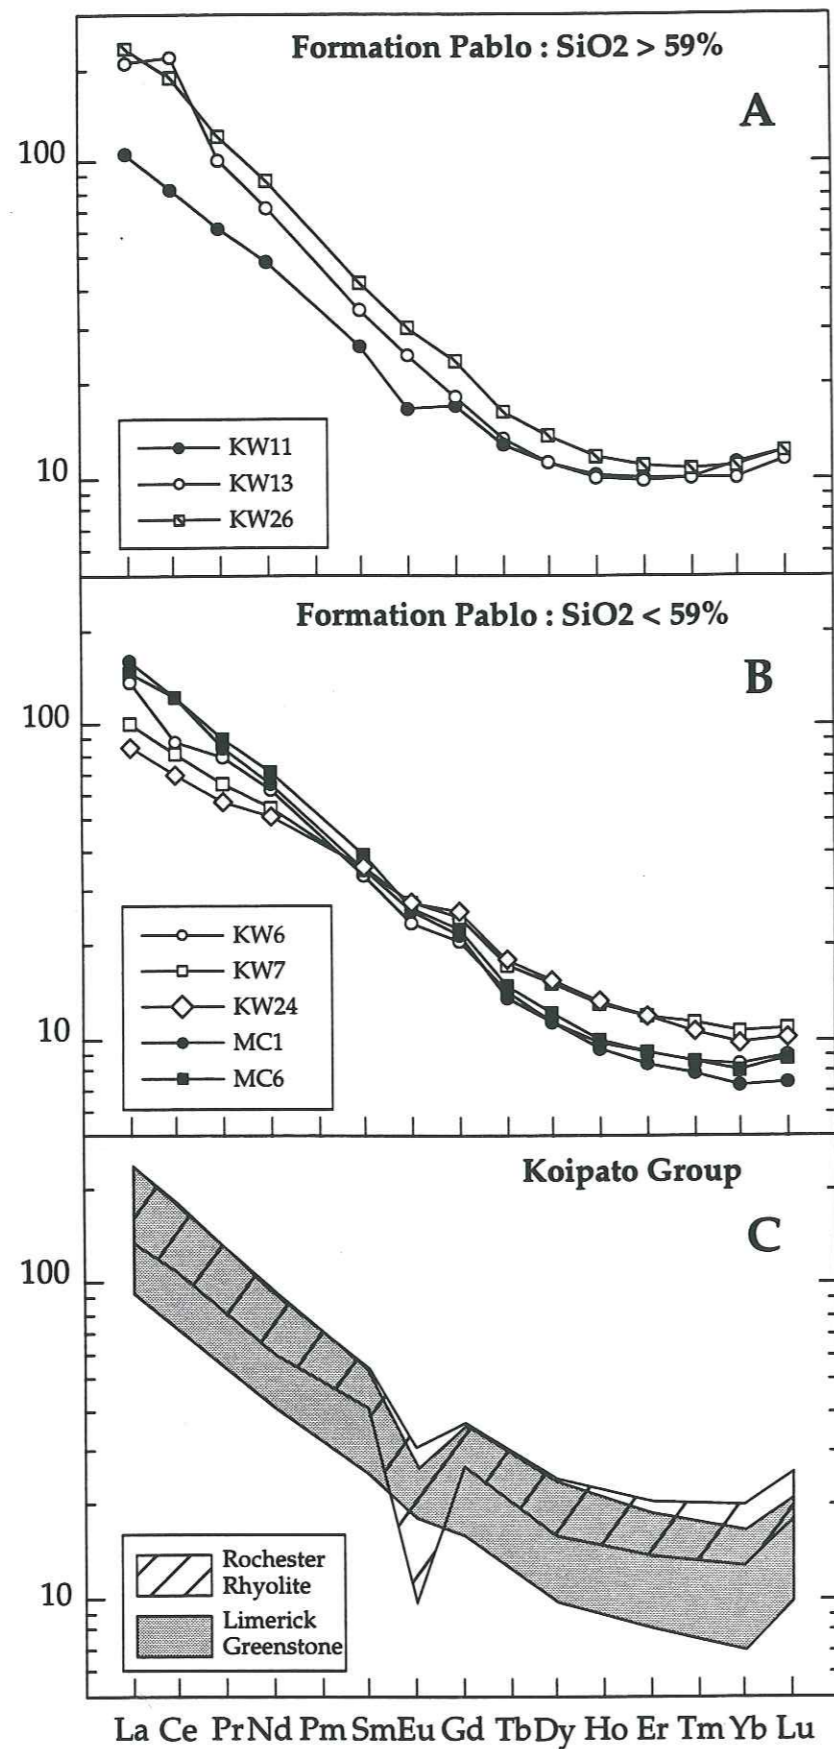 Formation Pablo : SiO2 > 59%
A
100
10
KW11
KW13
KW26
Formation Pablo : SiO2 < 59%
B
100
10
KW6
KW7
KW24
MC1
MC6
Koipato Group
C
100
10
Rochester
Rhyolite
Limerick
Greenstone
La Ce Pr Nd Pm Sm Eu Gd Tb Dy Ho Er Tm Yb Lu